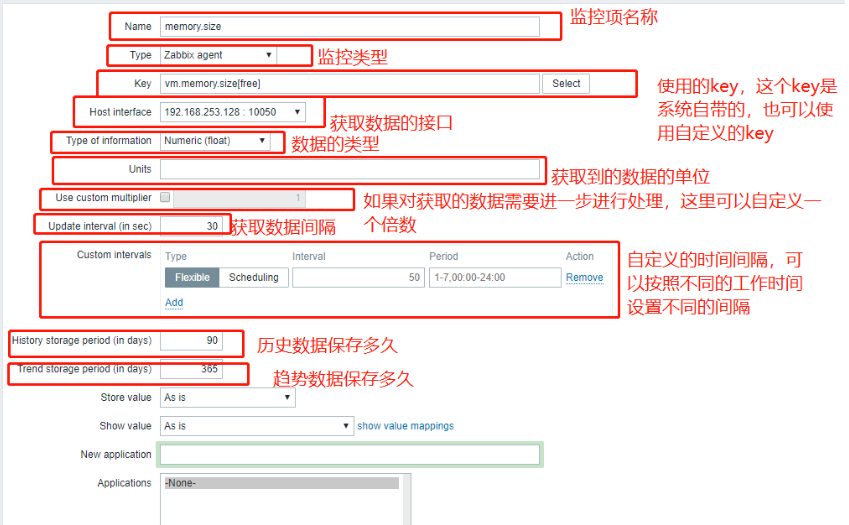 Name memory.size 监控项名称
Type Zabbix agent 监控类型
Key vm.memory.size[free] Select
使用的key，这个key是
系统自带的，也可以使
用自定义的key
Host interface 192.168.253.128 : 10050 获取数据的接口
Type of information Numeric (float) 数据的类型
Units 获取到的数据的单位
Use custom multiplier 1
如果对获取的数据需要进一步进行处理，这里可以自定义一
个倍数
Update interval (in sec) 30 获取数据间隔
Custom intervals Type Interval Period Action
Flexible Scheduling 50 1-7,00:00-24:00 Remove
Add
自定义的时间间隔，可
以按照不同的工作时间
设置不同的间隔
History storage period (in days) 90 历史数据保存多久
Trend storage period (in days) 365 趋势数据保存多久
Store value As is
Show value As is show value mappings
New application
Applications -None-